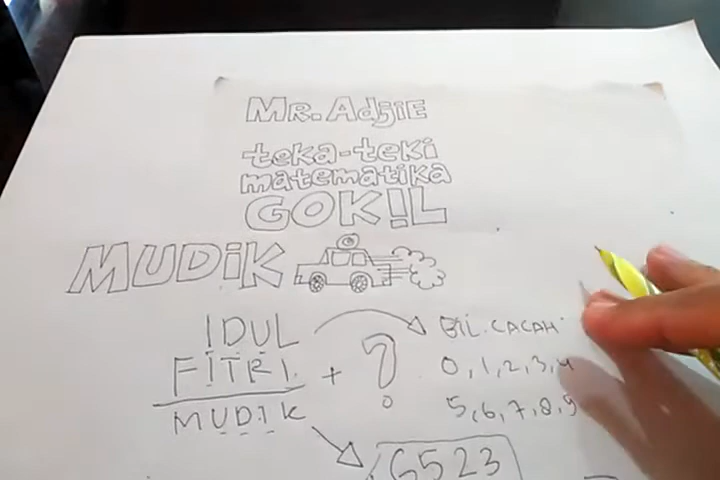 MR. AdjiE
teka-teki
matematika
GOK!L
MUDiK
IDUL
FITRI
+
?
MUDIK
BIL. CACAH
0, 1, 2, 3, 4
5, 6, 7, 8, 9
6523